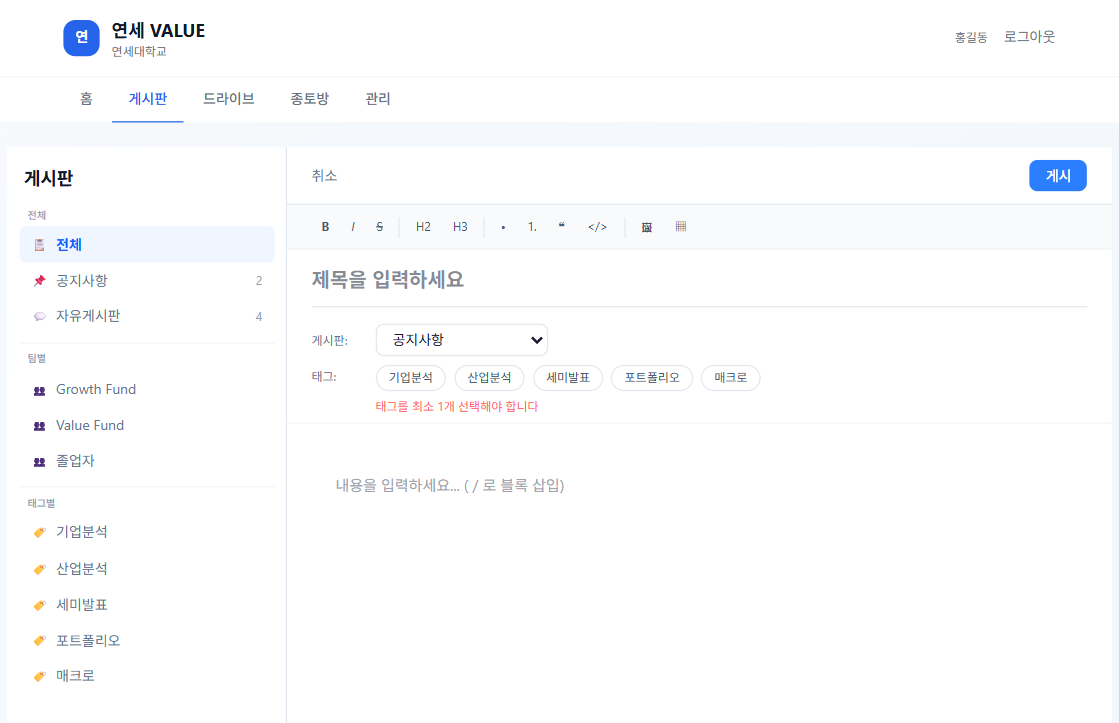 연
연세 VALUE
연세대학교
홍길동 로그아웃
홈 게시판 드라이브 종토방 관리
게시판
전체
전체
공지사항 2
자유게시판 4
팀별
Growth Fund
Value Fund
졸업자
태그별
기업분석
산업분석
세미발표
포트폴리오
매크로
취소 게시
B I S H2 H3 • 1. ❝ </>
제목을 입력하세요
게시판: 공지사항
태그: 기업분석 산업분석 세미발표 포트폴리오 매크로
태그를 최소 1개 선택해야 합니다
내용을 입력하세요... ( / 로 블록 삽입)